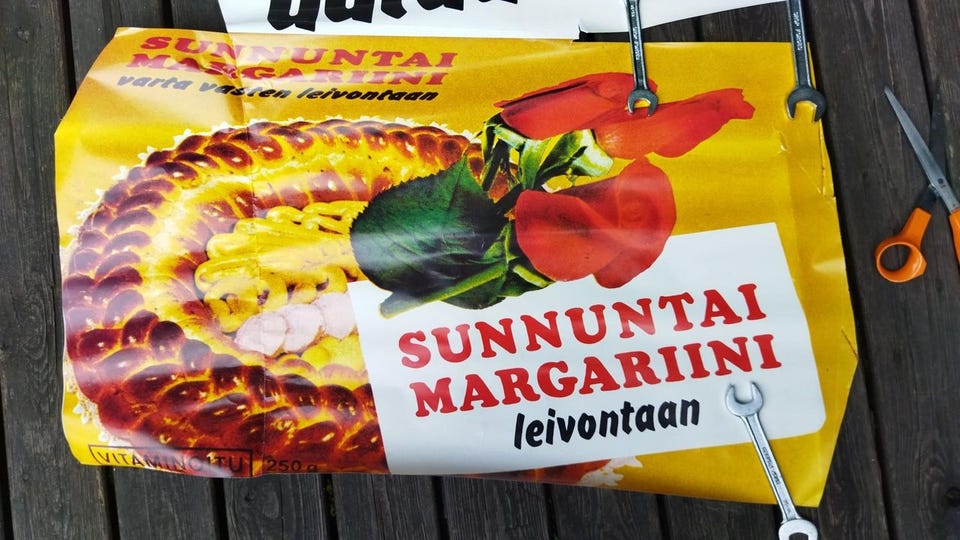 SUNNUNTAI
MARGARIINI
varta vasten leivontaan
SUNNUNTAI
MARGARIINI
leivontaan
VITAMINOITU
250 g